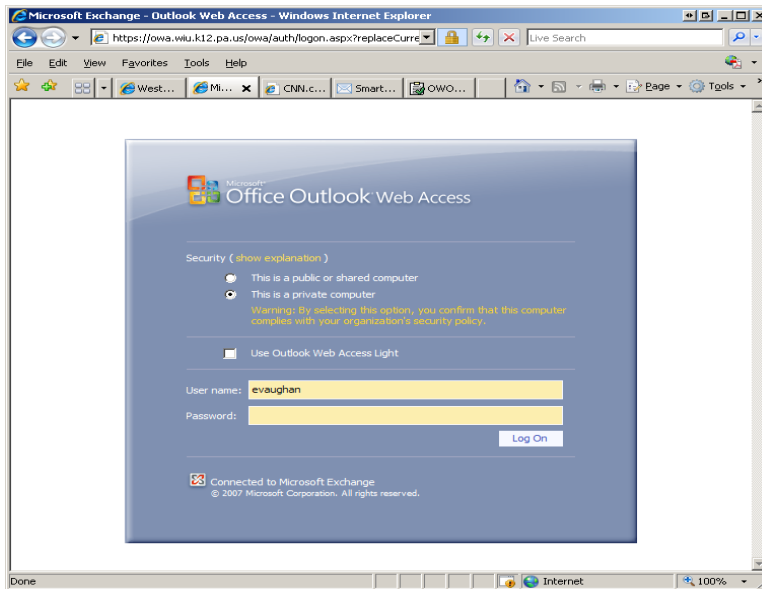 Microsoft Exchange - Outlook Web Access - Windows Internet Explorer
https://owa.wiu.k12.pa.us/owa/auth/logon.aspx?replaceCurre
Live Search
File Edit View Favorites Tools Help
West... Mi... CNN.c... Smart... OWO... Page Tools
Microsoft
Office Outlook Web Access
Security ( show explanation )
This is a public or shared computer
This is a private computer
Warning: By selecting this option, you confirm that this computer
complies with your organization's security policy.
Use Outlook Web Access Light
User name: evaughan
Password:
Log On
Connected to Microsoft Exchange
© 2007 Microsoft Corporation. All rights reserved.
Done Internet 100%